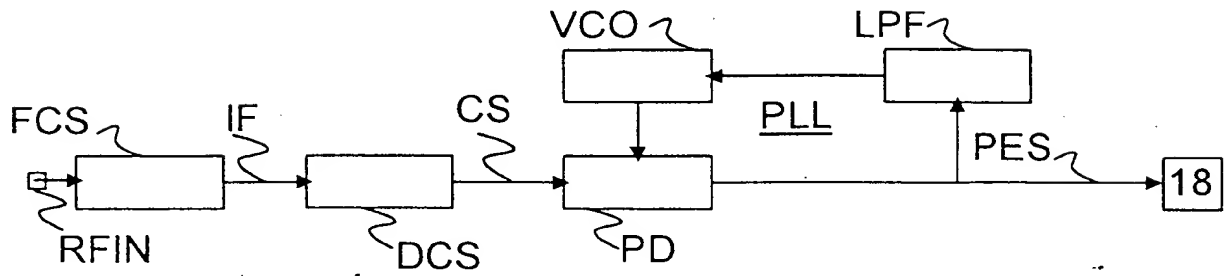 VCO
LPF
FCS
IF
CS
PLL
PES
18
RFIN
DCS
PD